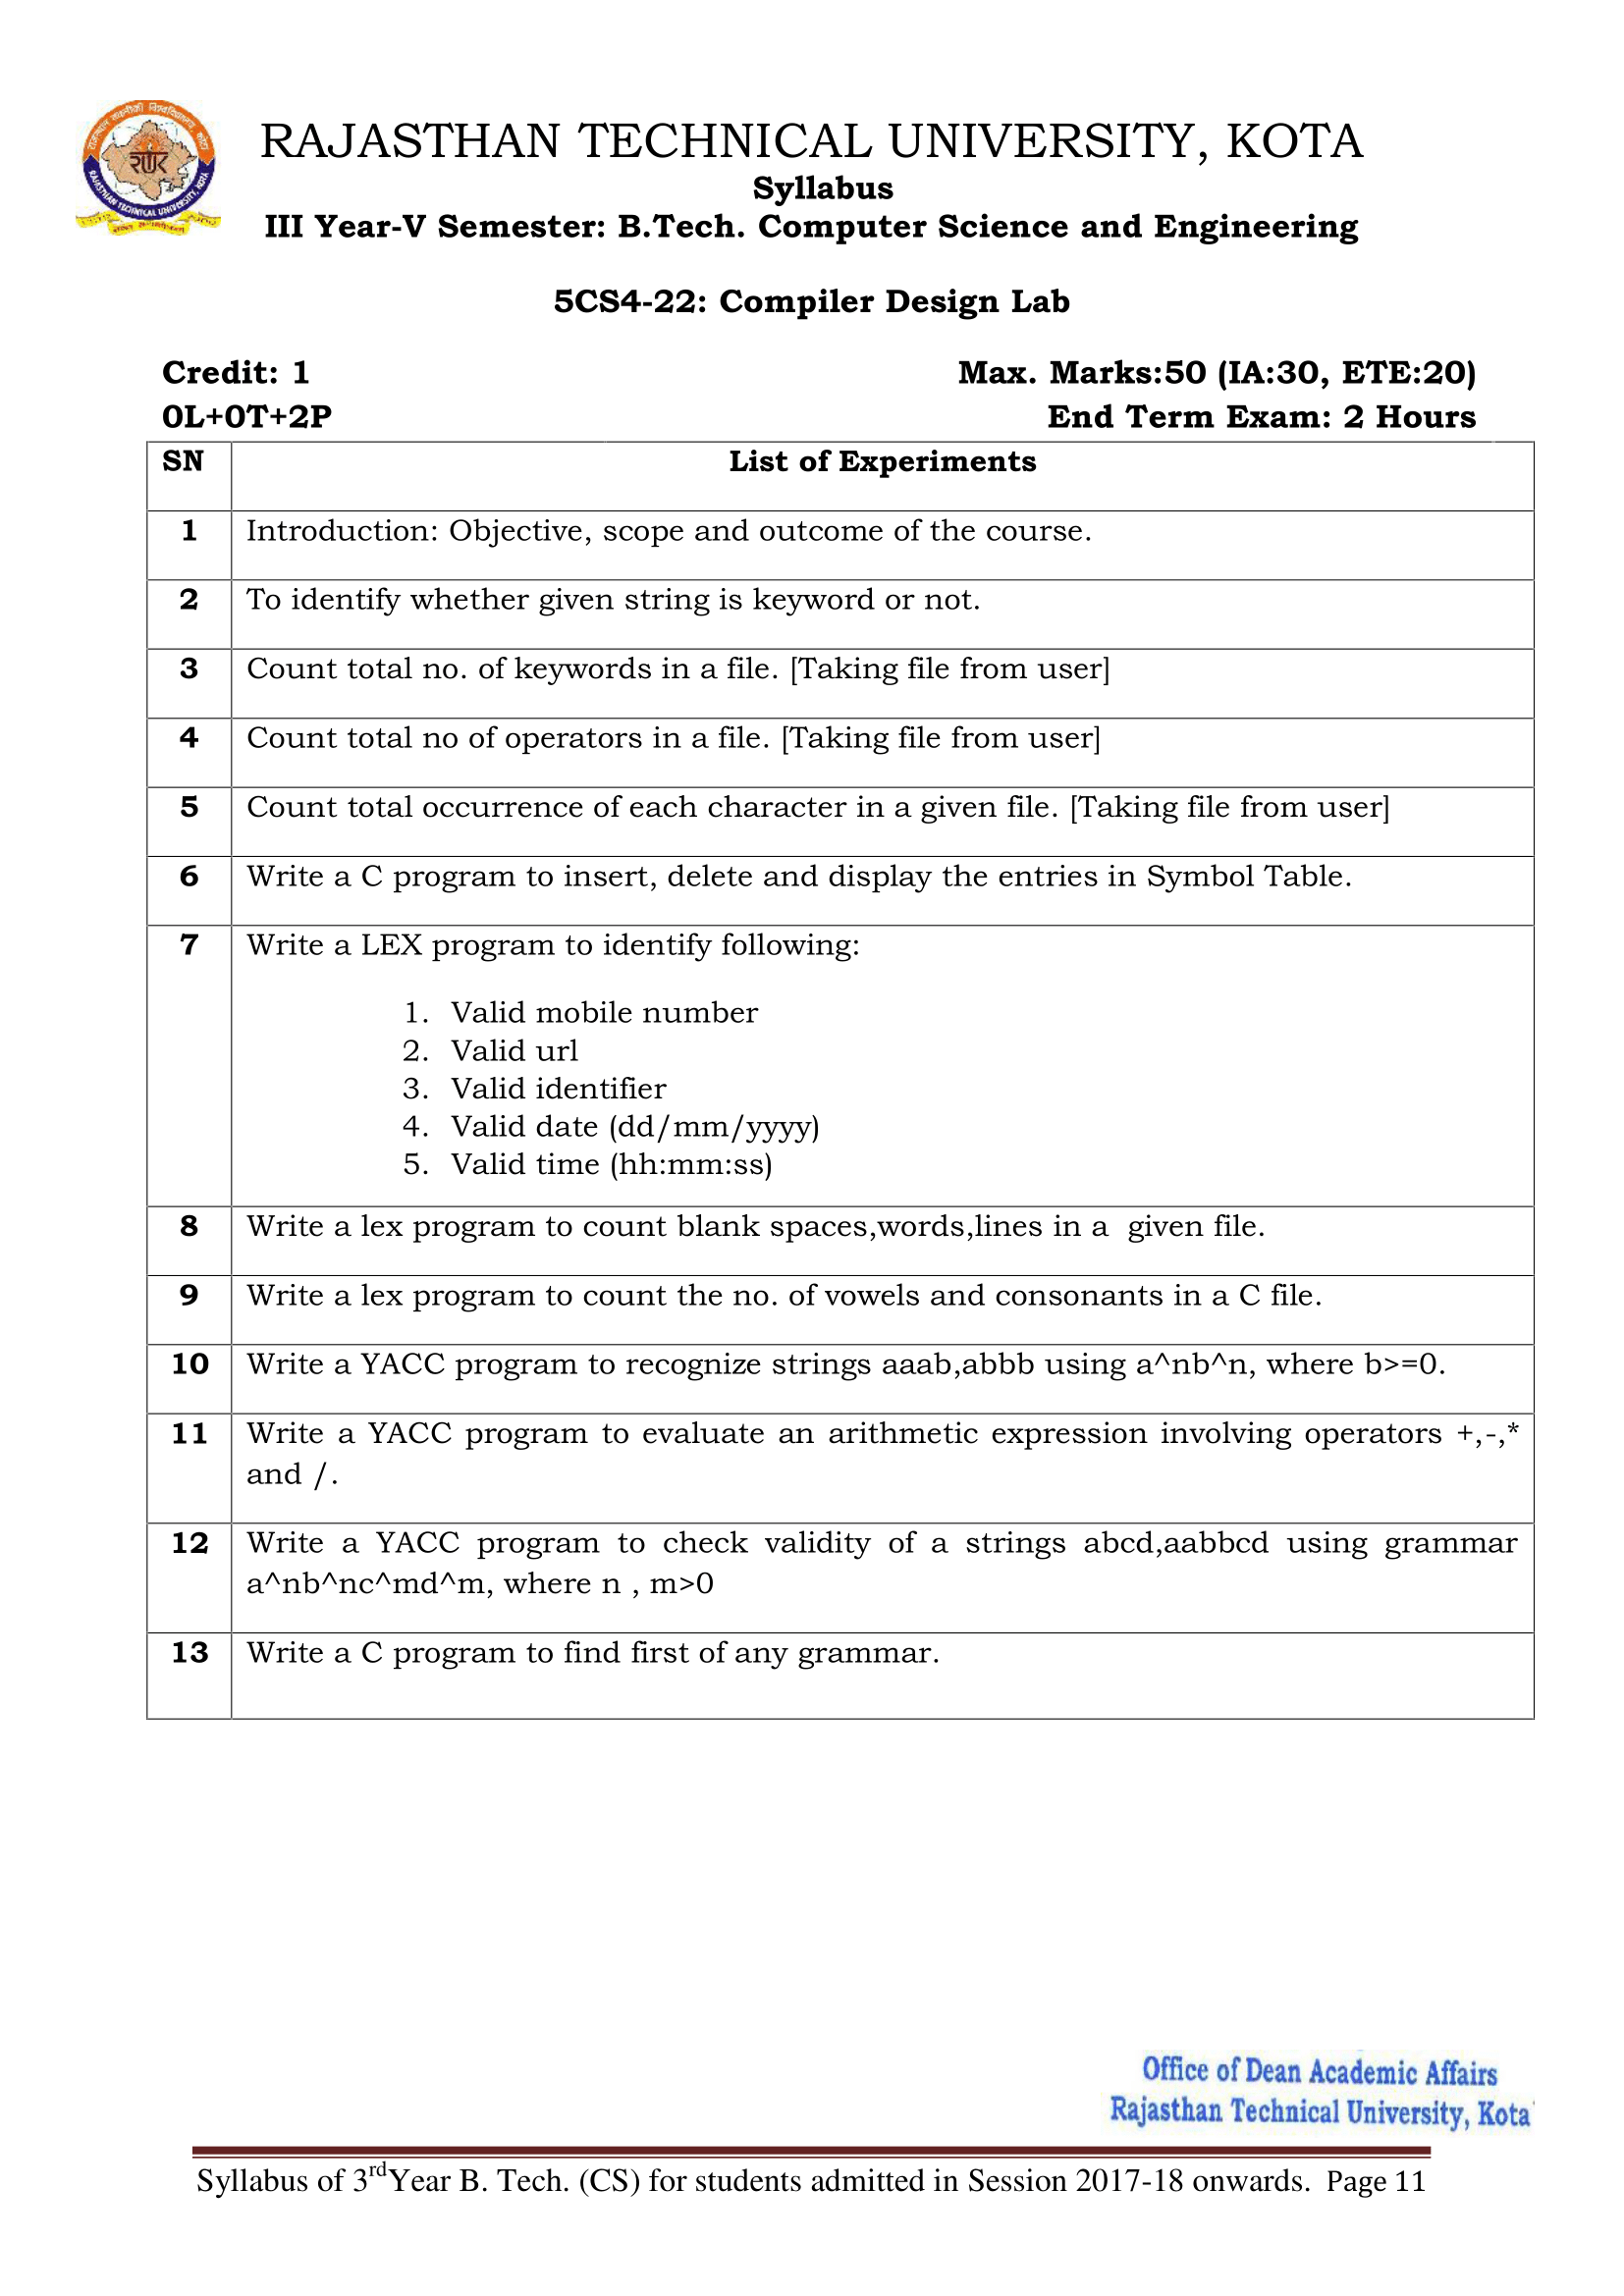 RAJASTHAN TECHNICAL UNIVERSITY, KOTA
Syllabus
III Year-V Semester: B.Tech. Computer Science and Engineering
5CS4-22: Compiler Design Lab
Credit: 1 Max. Marks:50 (IA:30, ETE:20)
0L+0T+2P End Term Exam: 2 Hours
SN List of Experiments
1 Introduction: Objective, scope and outcome of the course.
2 To identify whether given string is keyword or not.
3 Count total no. of keywords in a file. [Taking file from user]
4 Count total no of operators in a file. [Taking file from user]
5 Count total occurrence of each character in a given file. [Taking file from user]
6 Write a C program to insert, delete and display the entries in Symbol Table.
7 Write a LEX program to identify following:
1. Valid mobile number
2. Valid url
3. Valid identifier
4. Valid date (dd/mm/yyyy)
5. Valid time (hh:mm:ss)
8 Write a lex program to count blank spaces,words,lines in a given file.
9 Write a lex program to count the no. of vowels and consonants in a C file.
10 Write a YACC program to recognize strings aaab,abbb using a^nb^n, where b>=0.
11 Write a YACC program to evaluate an arithmetic expression involving operators +,-,*
and /.
12 Write a YACC program to check validity of a strings abcd,aabbcd using grammar
a^nb^nc^md^m, where n , m>0
13 Write a C program to find first of any grammar.
Office of Dean Academic Affairs
Rajasthan Technical University, Kota
Syllabus of 3rdYear B. Tech. (CS) for students admitted in Session 2017-18 onwards. Page 11